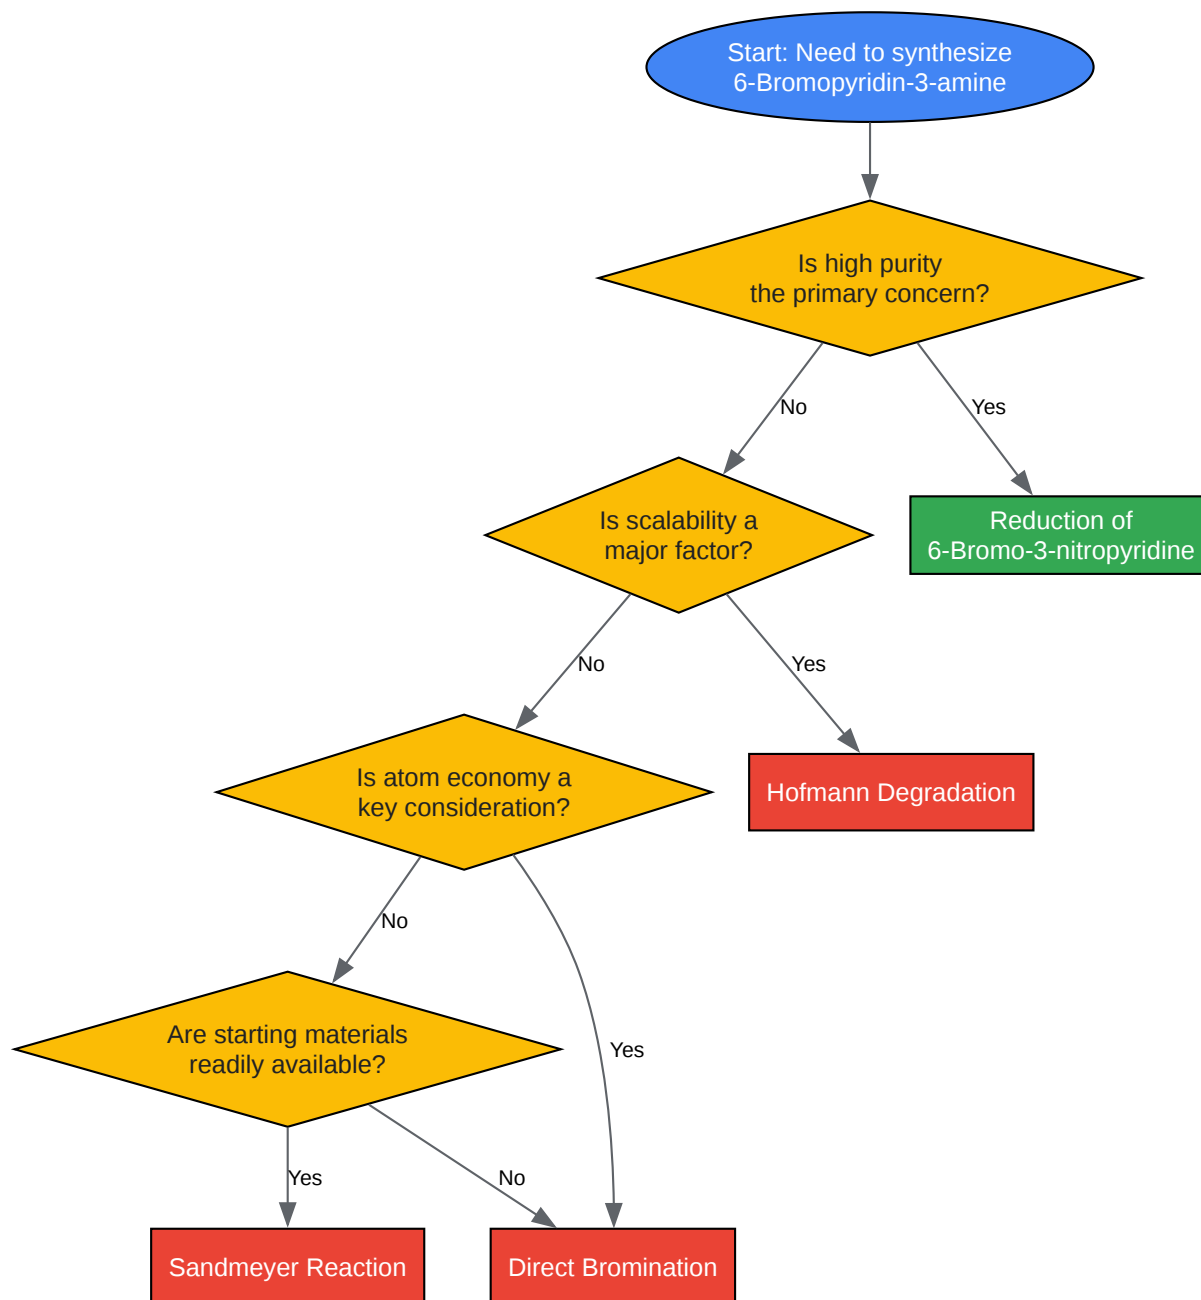 Start: Need to synthesize
6-Bromopyridin-3-amine
Is high purity
the primary concern?
No
Yes
Is scalability a
major factor?
Reduction of
6-Bromo-3-nitropyridine
No
Yes
Is atom economy a
key consideration?
Hofmann Degradation
No
Are starting materials
readily available?
Yes
Yes
No
Sandmeyer Reaction
Direct Bromination